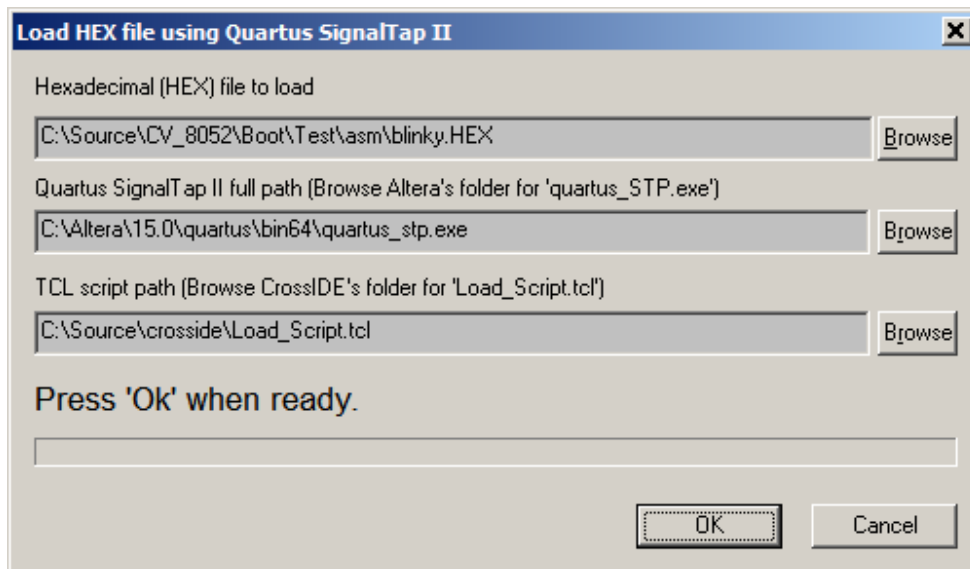 Load HEX file using Quartus SignalTap II
Hexadecimal (HEX) file to load
C:\Source\CV_8052\Boot\Test\asm\blinky.HEX
Browse
Quartus SignalTap II full path (Browse Altera's folder for 'quartus_STP.exe')
C:\Altera\15.0\quartus\bin64\quartus_stp.exe
Browse
TCL script path (Browse CrossIDE's folder for 'Load_Script.tcl')
C:\Source\crosside\Load_Script.tcl
Browse
Press 'Ok' when ready.
OK
Cancel